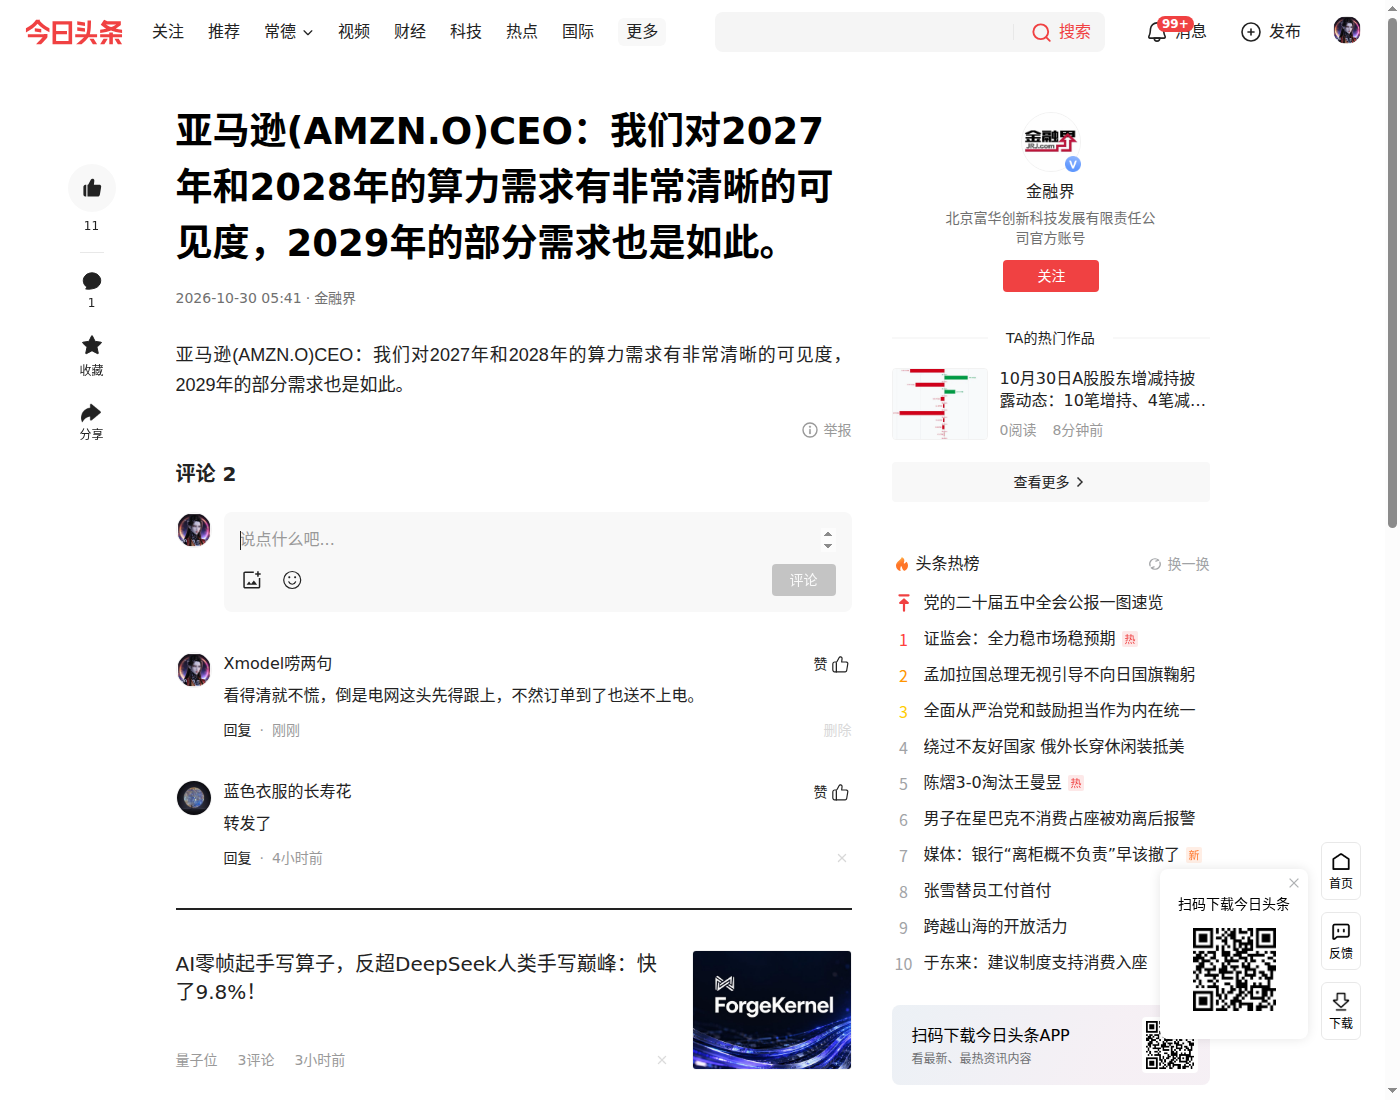 今日头条
关注 推荐 常德 视频 财经 科技 热点 国际 更多
搜索
99+
消息
发布
亚马逊(AMZN.O)CEO：我们对2027
年和2028年的算力需求有非常清晰的可
见度，2029年的部分需求也是如此。
11
1
收藏
分享
2026-10-30 05:41 · 金融界
亚马逊(AMZN.O)CEO：我们对2027年和2028年的算力需求有非常清晰的可见度，
2029年的部分需求也是如此。
举报
评论 2
说点什么吧...
评论
Xmodel唠两句
赞
看得清就不慌，倒是电网这头先得跟上，不然订单到了也送不上电。
回复 · 刚刚
删除
蓝色衣服的长寿花
赞
转发了
回复 · 4小时前
AI零帧起手写算子，反超DeepSeek人类手写巅峰：快
了9.8%！
量子位 3评论 3小时前
ForgeKernel
金融界
JRJ.com
V
金融界
北京富华创新科技发展有限责任公
司官方账号
关注
TA的热门作品
10月30日A股股东增减持披
露动态：10笔增持、4笔减...
0阅读 8分钟前
查看更多
头条热榜
换一换
党的二十届五中全会公报一图速览
1 证监会：全力稳市场稳预期 热
2 孟加拉国总理无视引导不向日国旗鞠躬
3 全面从严治党和鼓励担当作为内在统一
4 绕过不友好国家 俄外长穿休闲装抵美
5 陈熠3-0淘汰王曼昱 热
6 男子在星巴克不消费占座被劝离后报警
7 媒体：银行“离柜概不负责”早该撤了 新
8 张雪替员工付首付
9 跨越山海的开放活力
10 于东来：建议制度支持消费入座
扫码下载今日头条APP
看最新、最热资讯内容
扫码下载今日头条
首页
反馈
下载